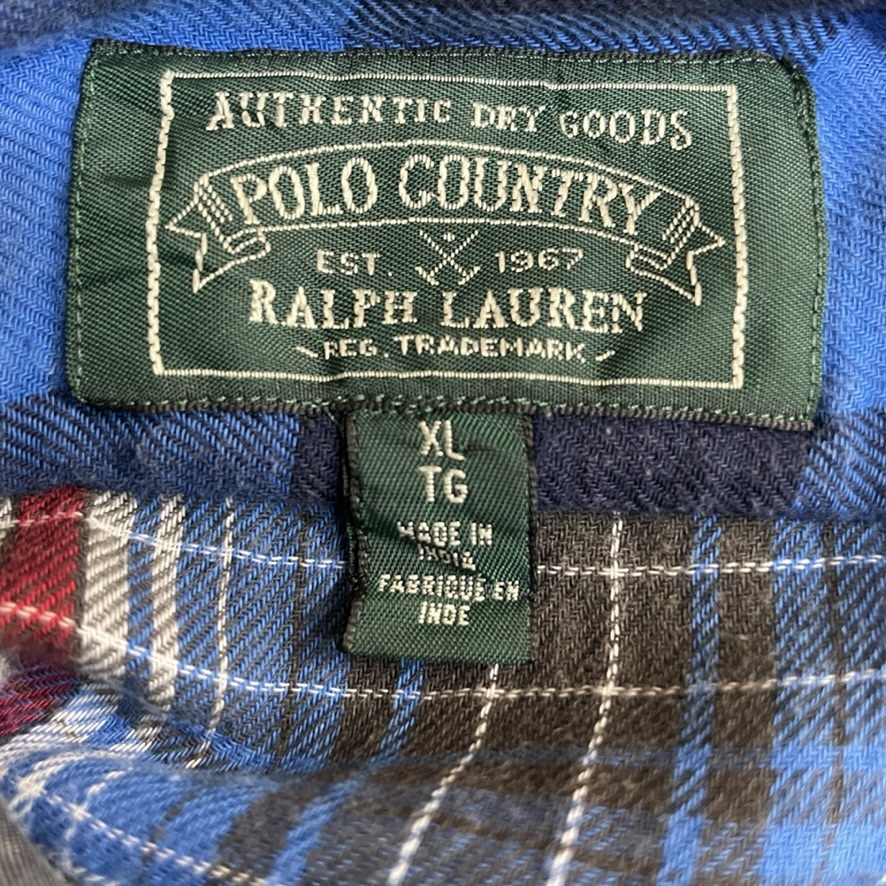 AUTHENTIC DRY GOODS
POLO COUNTRY
EST. 1967
RALPH LAUREN
REG. TRADEMARK
XL
TG
MADE IN
INDIA
FABRIQUE EN
INDE